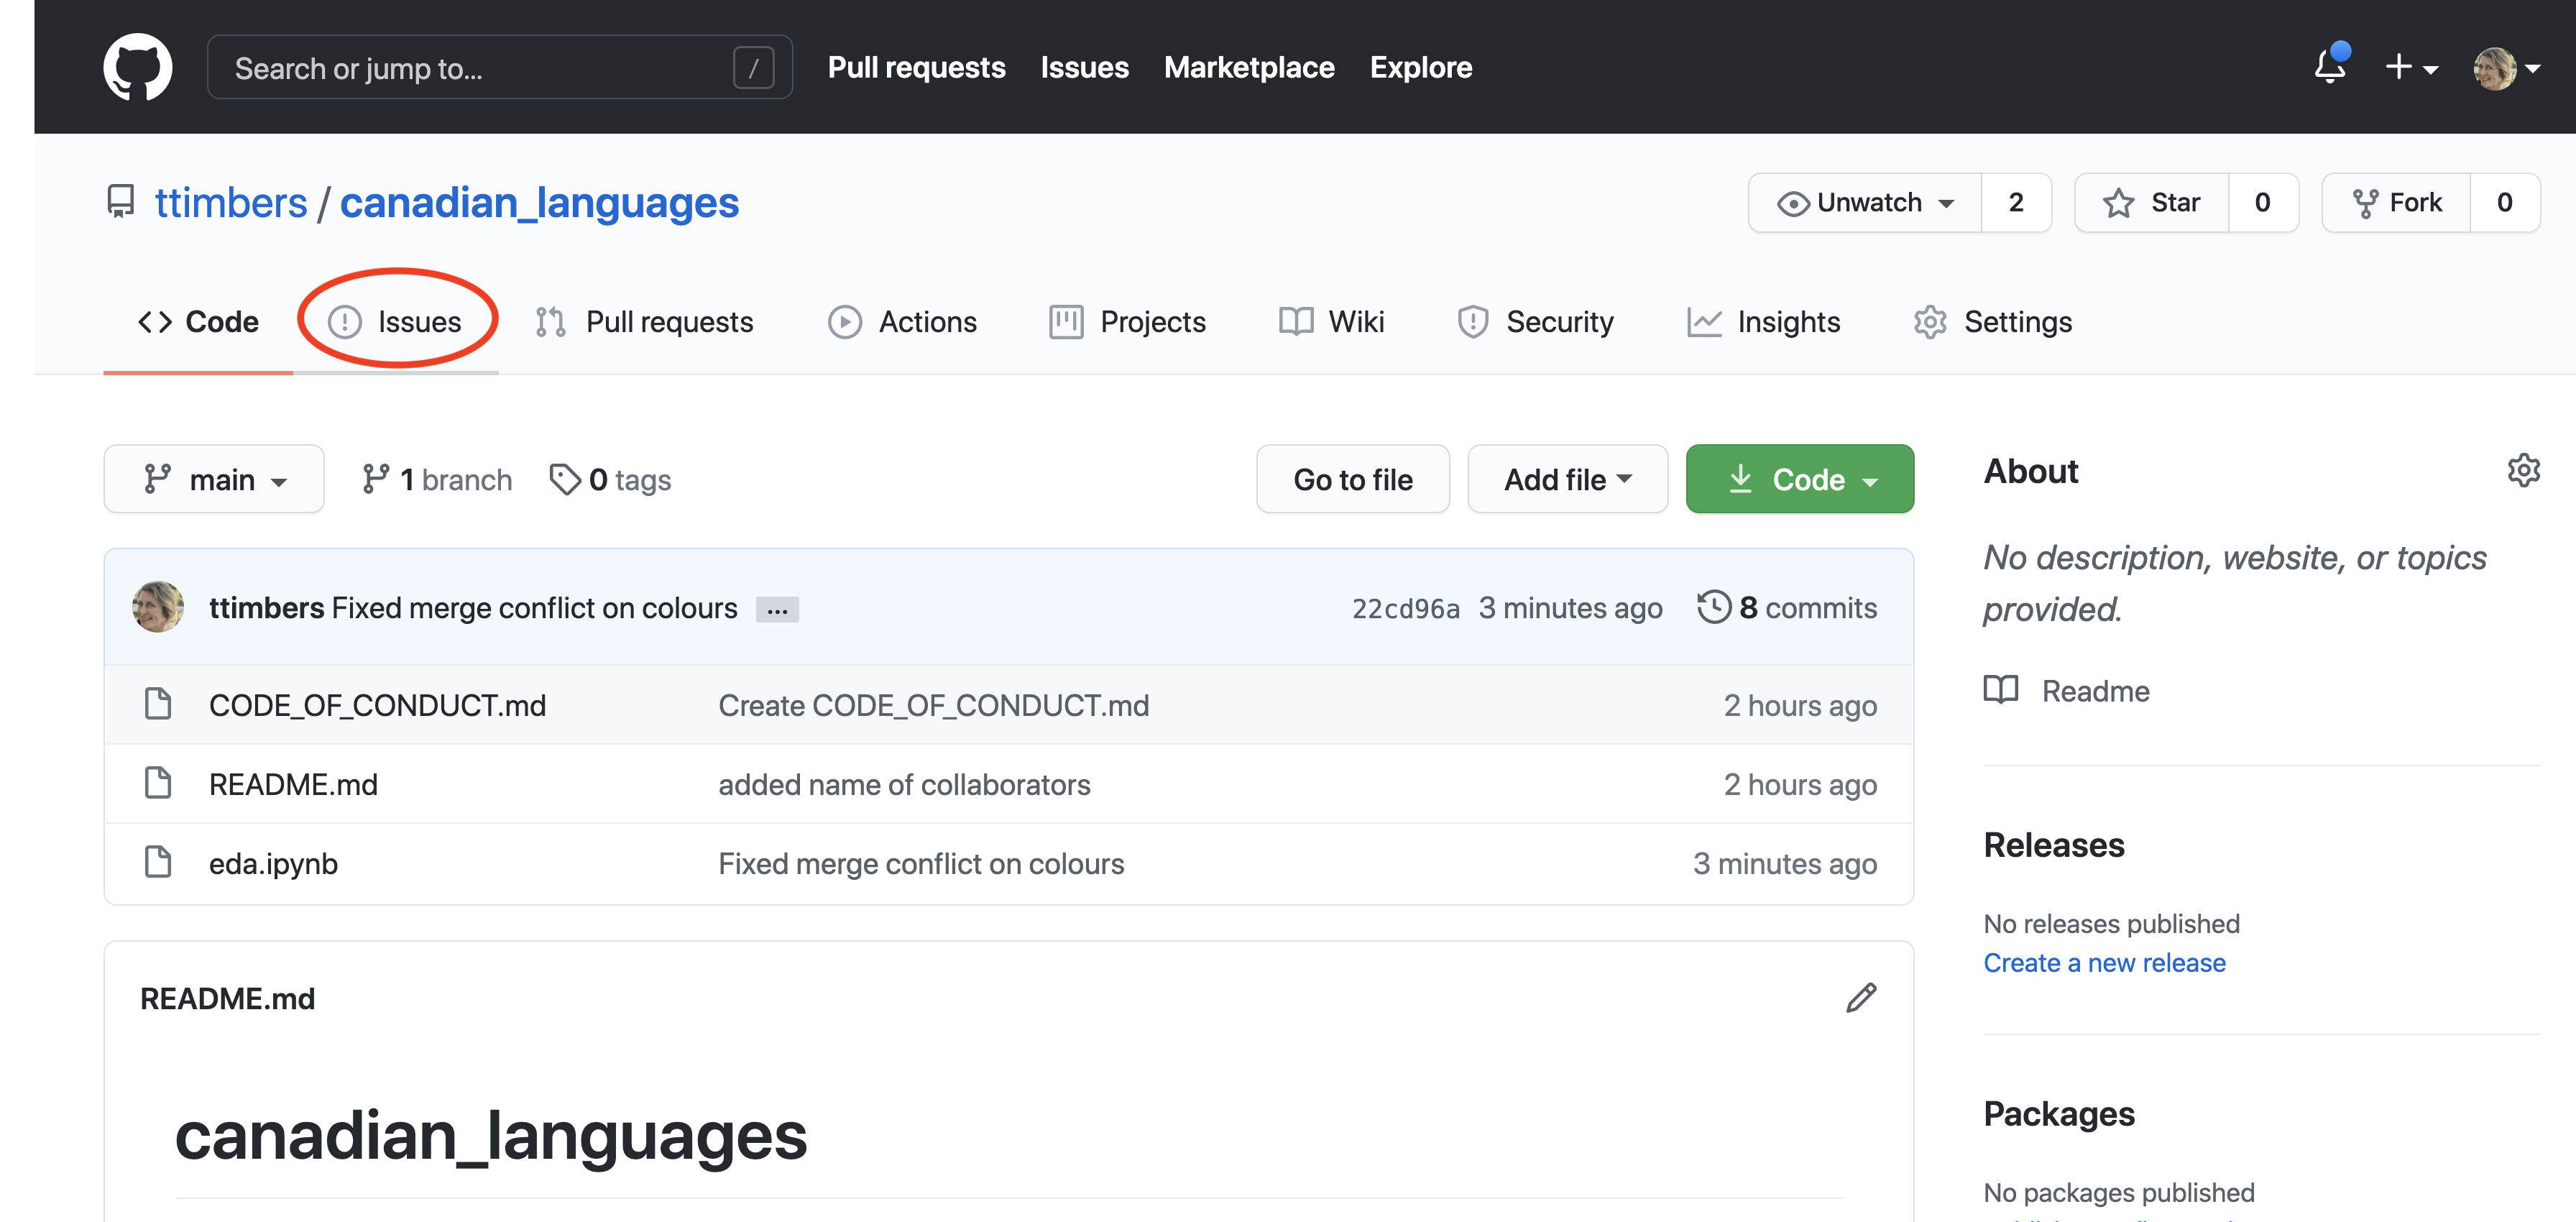 Search or jump to... / Pull requests Issues Marketplace Explore
ttimbers / canadian_languages Unwatch 2 Star 0 Fork 0
Code Issues Pull requests Actions Projects Wiki Security Insights Settings
main 1 branch 0 tags Go to file Add file Code
ttimbers Fixed merge conflict on colours ... 22cd96a 3 minutes ago 8 commits
CODE_OF_CONDUCT.md Create CODE_OF_CONDUCT.md 2 hours ago
README.md added name of collaborators 2 hours ago
eda.ipynb Fixed merge conflict on colours 3 minutes ago
README.md
canadian_languages
About
No description, website, or topics
provided.
Readme
Releases
No releases published
Create a new release
Packages
No packages published